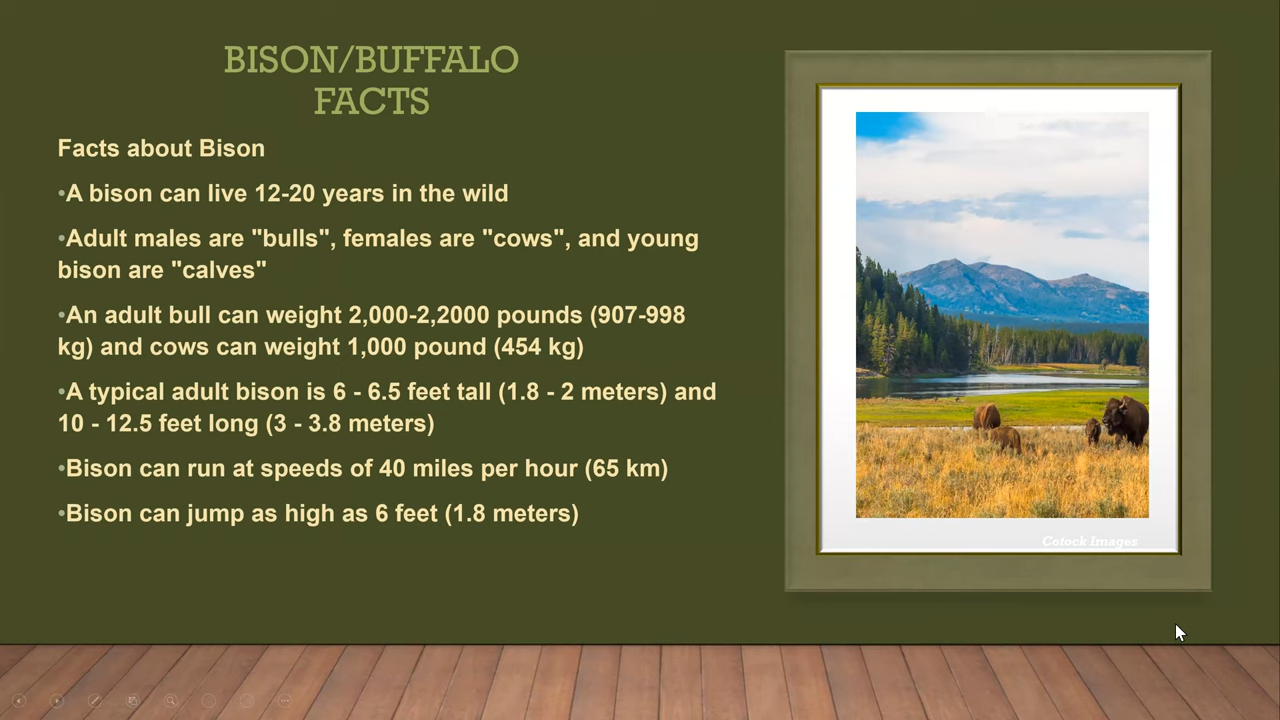 BISON/BUFFALO
FACTS
Facts about Bison
•A bison can live 12-20 years in the wild
•Adult males are "bulls", females are "cows", and young
bison are "calves"
•An adult bull can weight 2,000-2,2000 pounds (907-998
kg) and cows can weight 1,000 pound (454 kg)
•A typical adult bison is 6 - 6.5 feet tall (1.8 - 2 meters) and
10 - 12.5 feet long (3 - 3.8 meters)
•Bison can run at speeds of 40 miles per hour (65 km)
•Bison can jump as high as 6 feet (1.8 meters)
Cotock Images